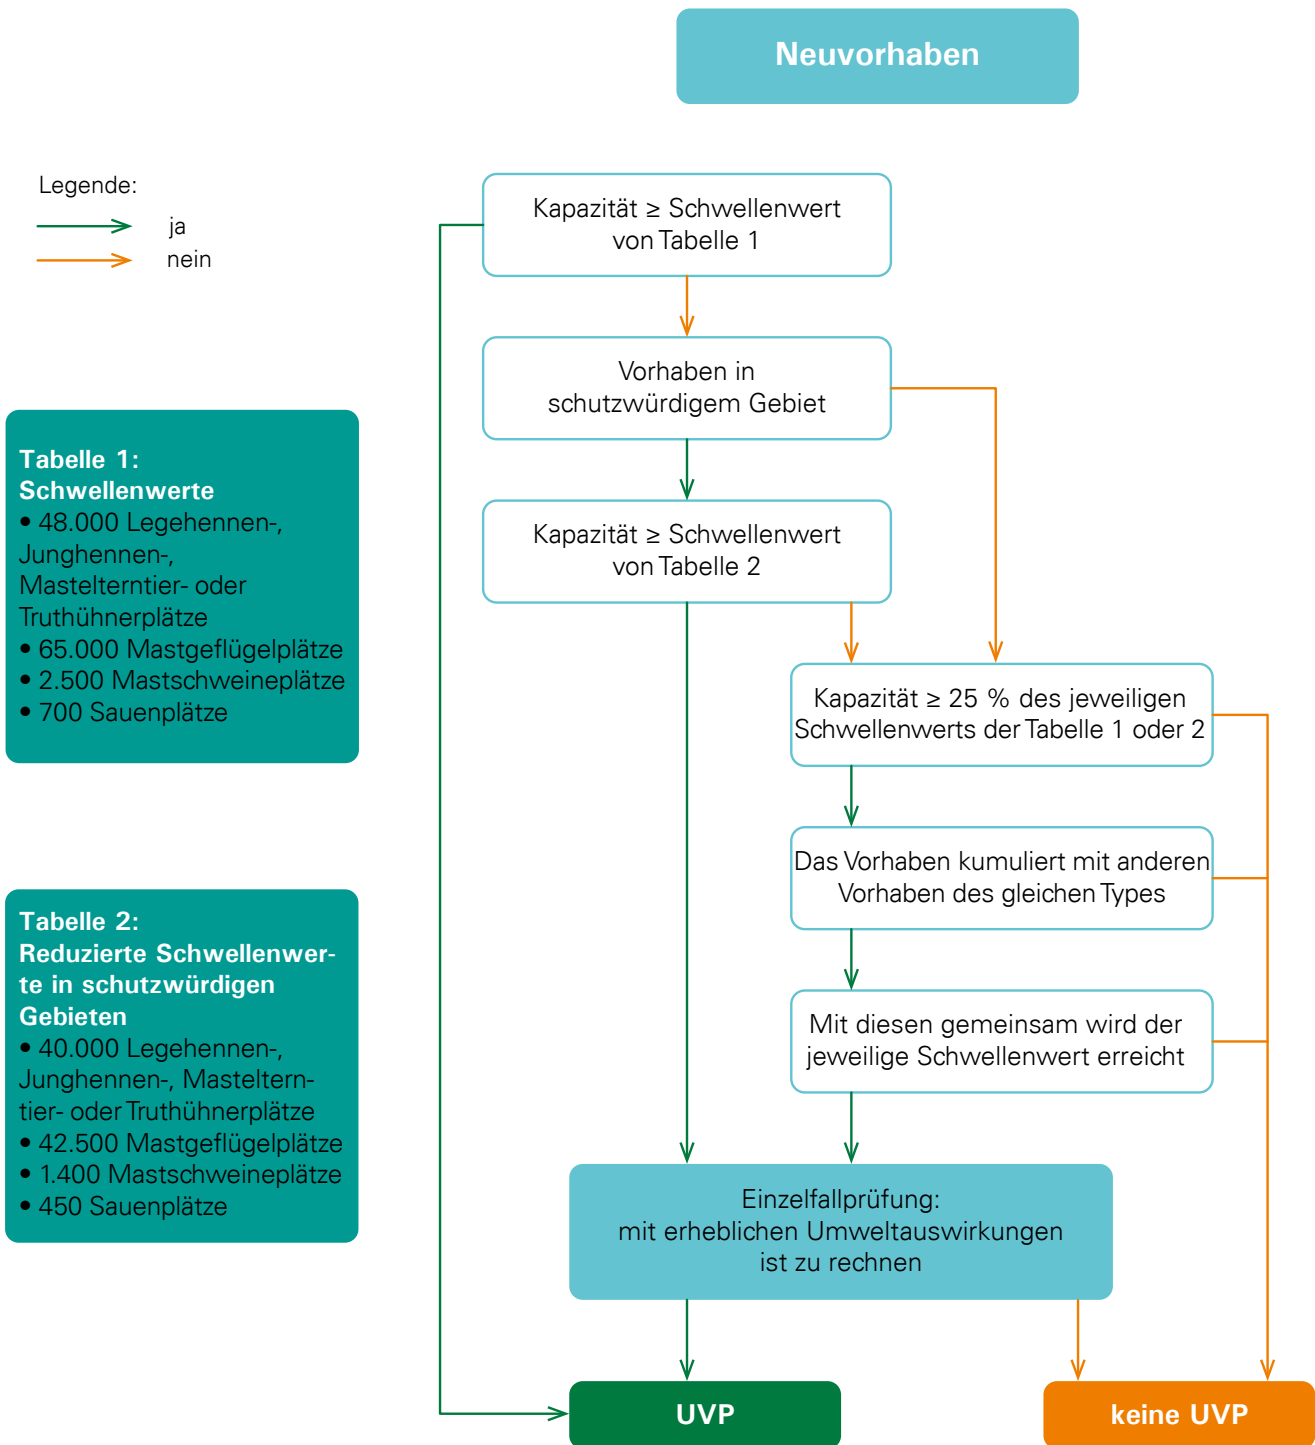 Neuvorhaben
Legende:
ja
nein
Kapazität ≥ Schwellenwert
von Tabelle 1
Vorhaben in
schutzwürdigem Gebiet
Kapazität ≥ Schwellenwert
von Tabelle 2
Tabelle 1:
Schwellenwerte
• 48.000 Legehennen-,
Junghennen-,
Mastelterntier- oder
Truthühnerplätze
• 65.000 Mastgeflügelplätze
• 2.500 Mastschweineplätze
• 700 Sauenplätze
Kapazität ≥ 25 % des jeweiligen
Schwellenwerts der Tabelle 1 oder 2
Das Vorhaben kumuliert mit anderen
Vorhaben des gleichen Types
Mit diesen gemeinsam wird der
jeweilige Schwellenwert erreicht
Tabelle 2:
Reduzierte Schwellenwer-
te in schutzwürdigen
Gebieten
• 40.000 Legehennen-,
Junghennen-, Mastelternt-
tier- oder Truthühnerplätze
• 42.500 Mastgeflügelplätze
• 1.400 Mastschweineplätze
• 450 Sauenplätze
Einzelfallprüfung:
mit erheblichen Umweltauswirkungen
ist zu rechnen
UVP
keine UVP